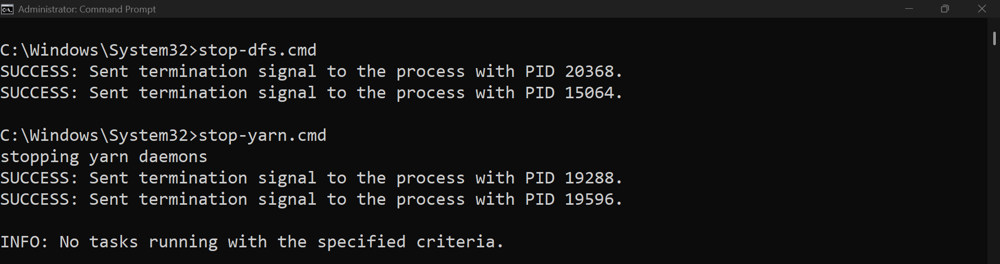 Administrator: Command Prompt
C:\Windows\System32>stop-dfs.cmd
SUCCESS: Sent termination signal to the process with PID 20368.
SUCCESS: Sent termination signal to the process with PID 15064.
C:\Windows\System32>stop-yarn.cmd
stopping yarn daemons
SUCCESS: Sent termination signal to the process with PID 19288.
SUCCESS: Sent termination signal to the process with PID 19596.
INFO: No tasks running with the specified criteria.